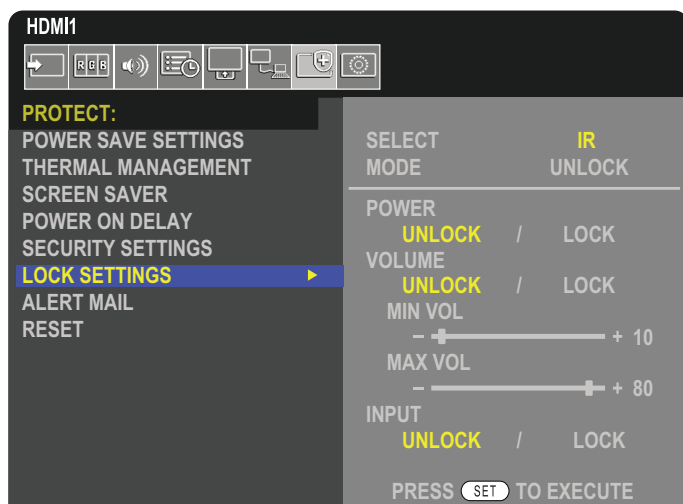 HDMI1
RGB
PROTECT:
POWER SAVE SETTINGS
THERMAL MANAGEMENT
SCREEN SAVER
POWER ON DELAY
SECURITY SETTINGS
LOCK SETTINGS
ALERT MAIL
RESET
SELECT IR
MODE UNLOCK
POWER
UNLOCK / LOCK
VOLUME
UNLOCK / LOCK
MIN VOL
− + 10
MAX VOL
− + 80
INPUT
UNLOCK / LOCK
PRESS SET TO EXECUTE